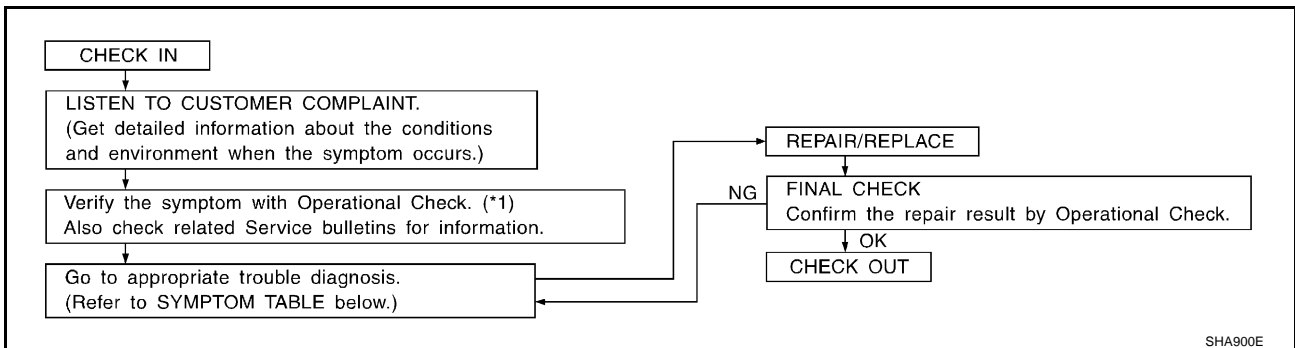 CHECK IN
LISTEN TO CUSTOMER COMPLAINT.
(Get detailed information about the conditions
and environment when the symptom occurs.)
Verify the symptom with Operational Check. (*1)
Also check related Service bulletins for information.
Go to appropriate trouble diagnosis.
(Refer to SYMPTOM TABLE below.)
REPAIR/REPLACE
NG
FINAL CHECK
Confirm the repair result by Operational Check.
OK
CHECK OUT
SHA900E